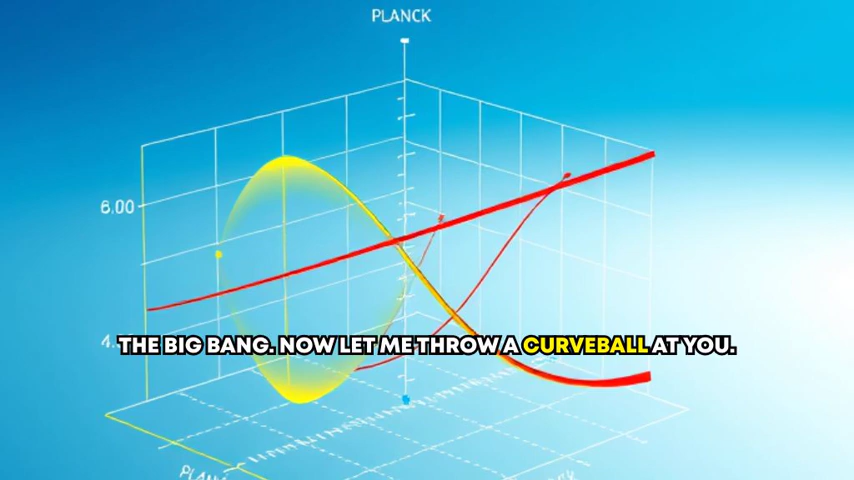 PLANCK
6.00
THE BIG BANG. NOW LET ME THROW A CURVEBALL AT YOU.